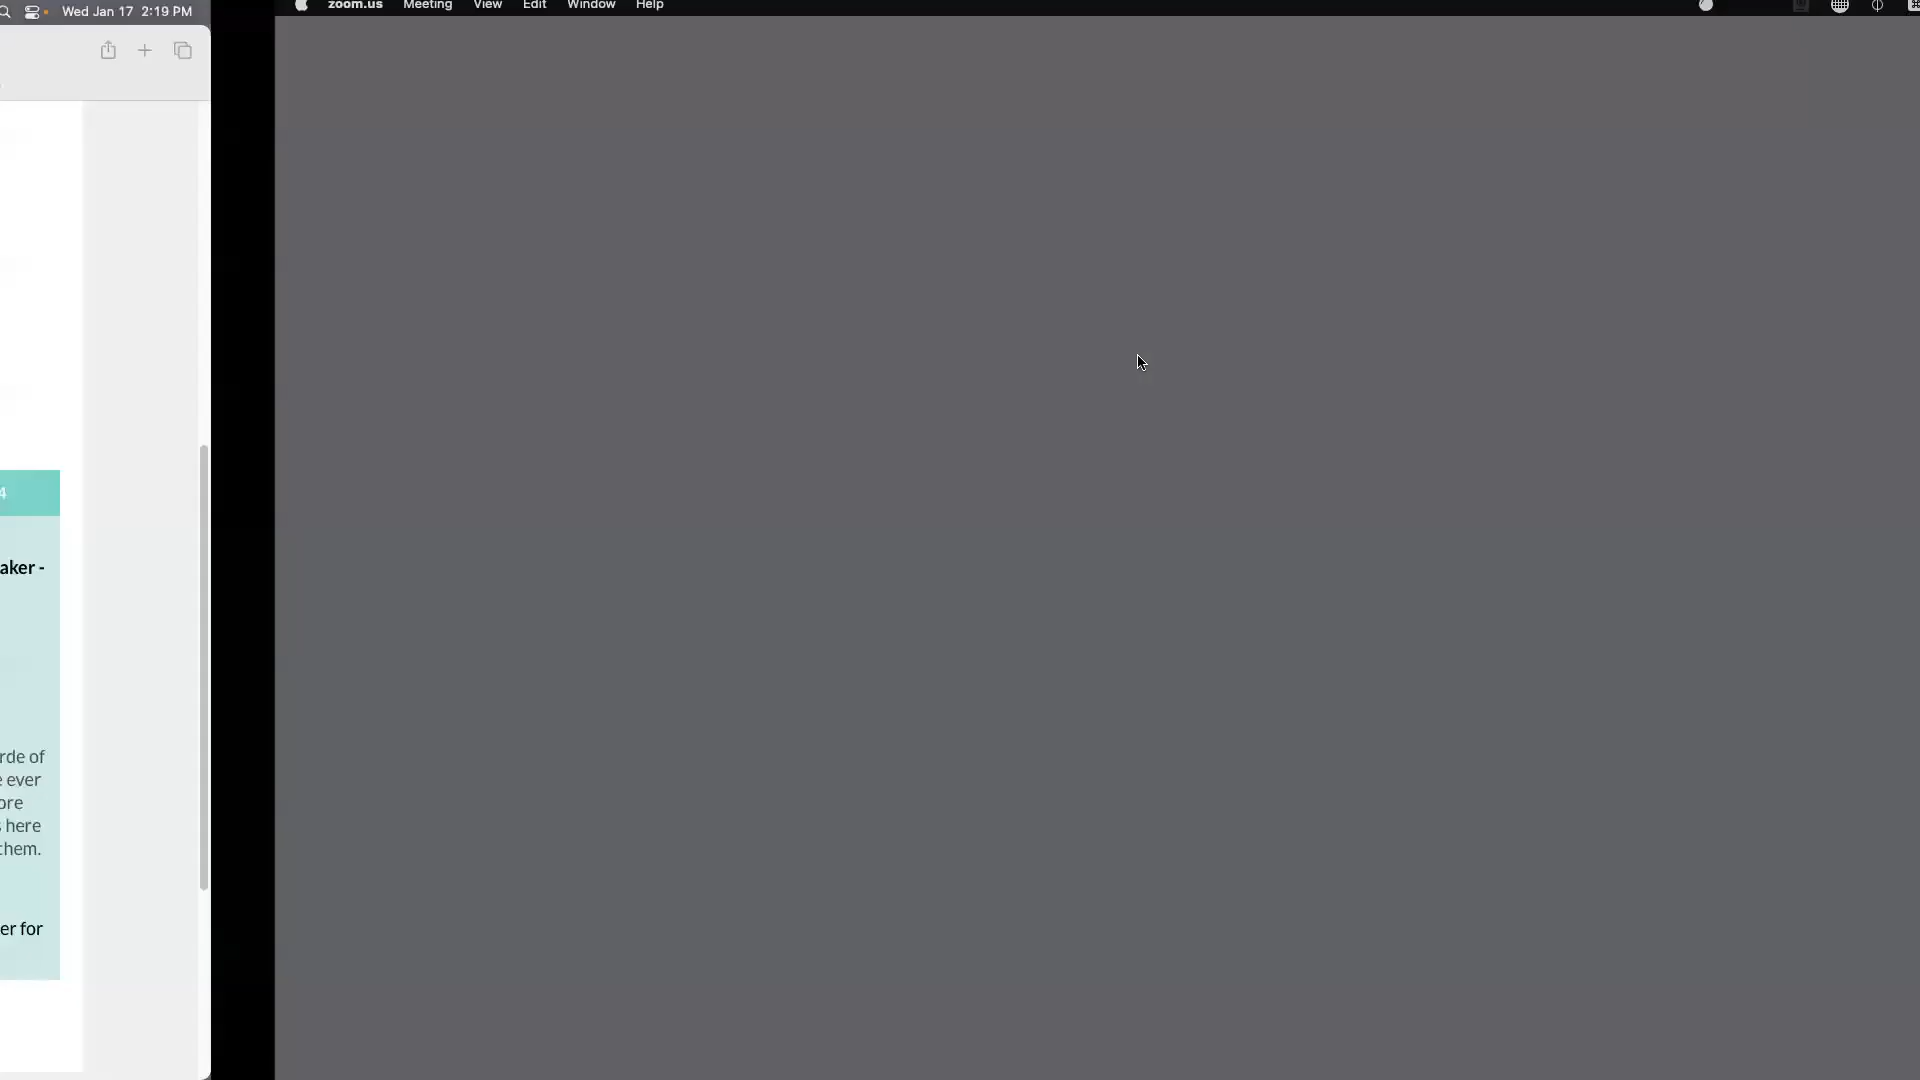 Wed Jan 17 2:19 PM
zoom.us Meeting View Edit Window Help
4
aker -
rde of
ever
ore
here
them.
er for